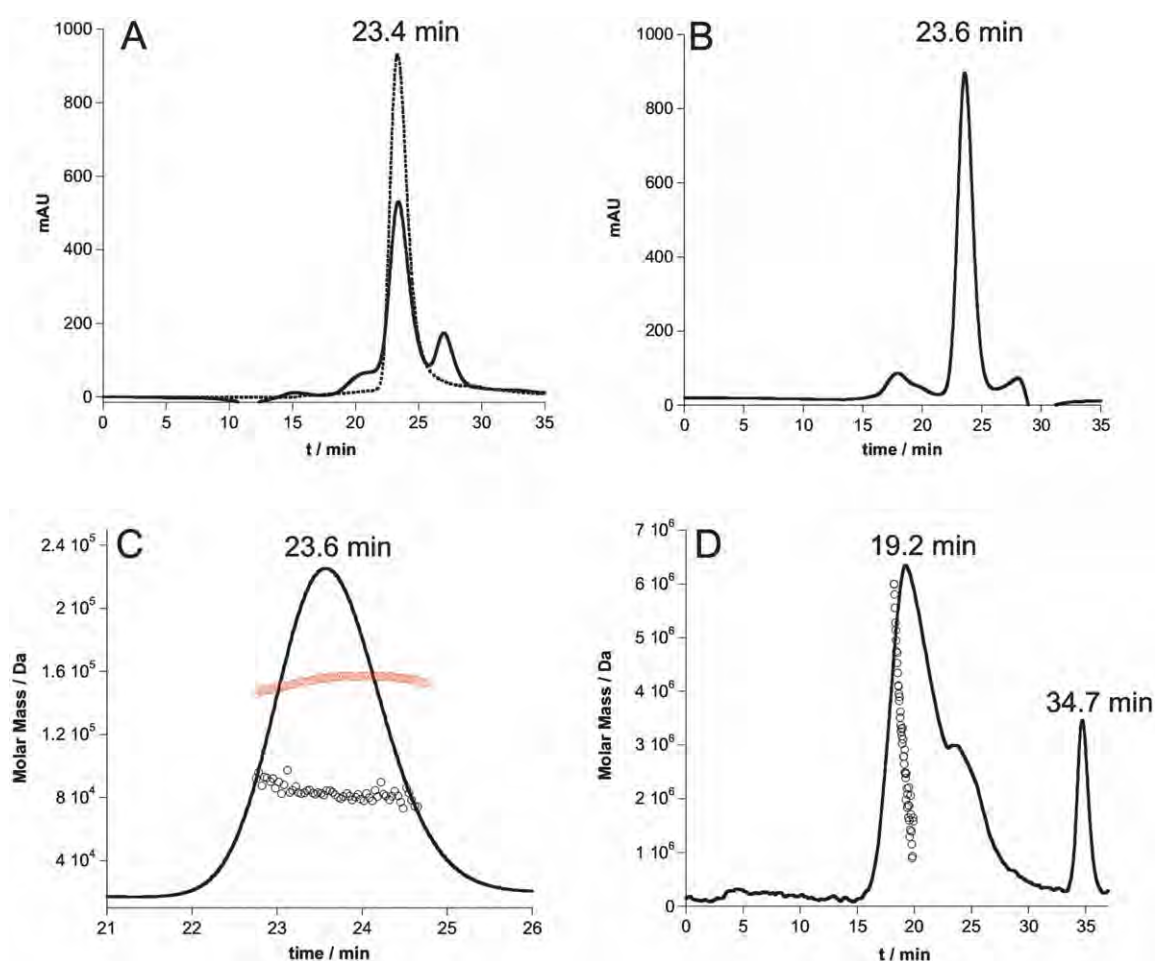 A
23.4 min
1000
800
600
400
200
0
mAU
0 5 10 15 20 25 30 35
t / min
B
23.6 min
1000
800
600
400
200
0
mAU
0 5 10 15 20 25 30 35
time / min
C
23.6 min
2.4 10⁵
2 10⁵
1.6 10⁵
1.2 10⁵
8 10⁴
4 10⁴
Molar Mass / Da
21 22 23 24 25 26
time / min
D
19.2 min
34.7 min
7 10⁶
6 10⁶
5 10⁶
4 10⁶
3 10⁶
2 10⁶
1 10⁶
0
Molar Mass / Da
0 5 10 15 20 25 30 35
t / min